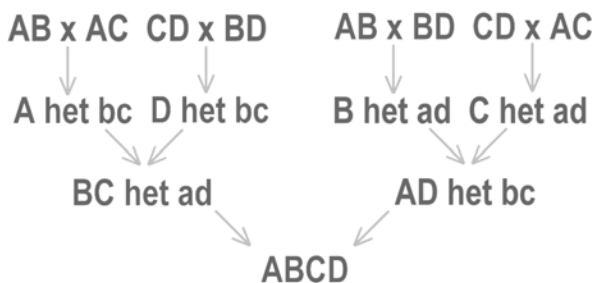 AB x AC CD x BD AB x BD CD x AC
A het bc D het bc B het ad C het ad
BC het ad AD het bc
ABCD